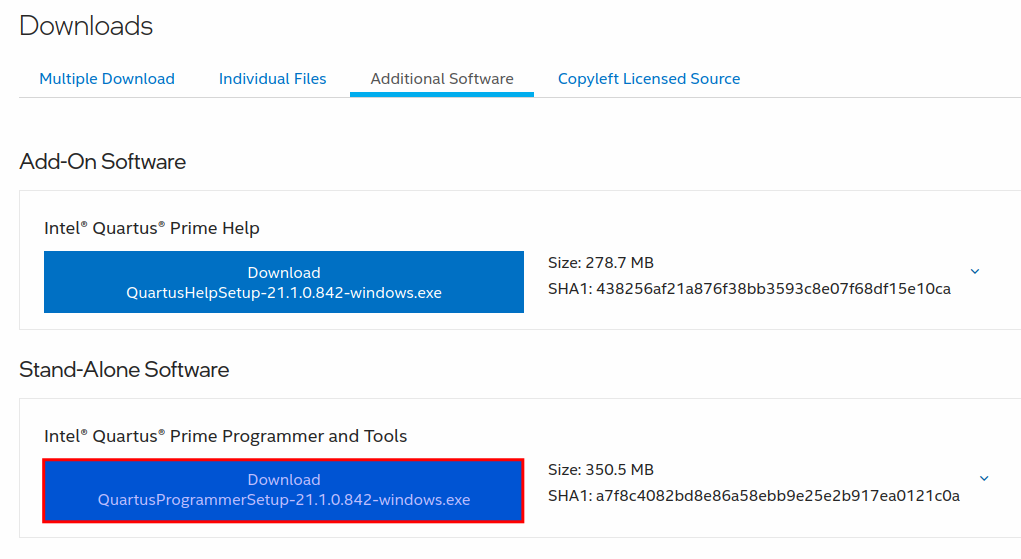 Downloads
Multiple Download Individual Files Additional Software Copyleft Licensed Source
Add-On Software
Intel® Quartus® Prime Help
Download
QuartusHelpSetup-21.1.0.842-windows.exe
Size: 278.7 MB
SHA1: 438256af21a876f38bb3593c8e07f68df15e10ca
Stand-Alone Software
Intel® Quartus® Prime Programmer and Tools
Download
QuartusProgrammerSetup-21.1.0.842-windows.exe
Size: 350.5 MB
SHA1: a7f8c4082bd8e86a58ebb9e25e2b917ea0121c0a